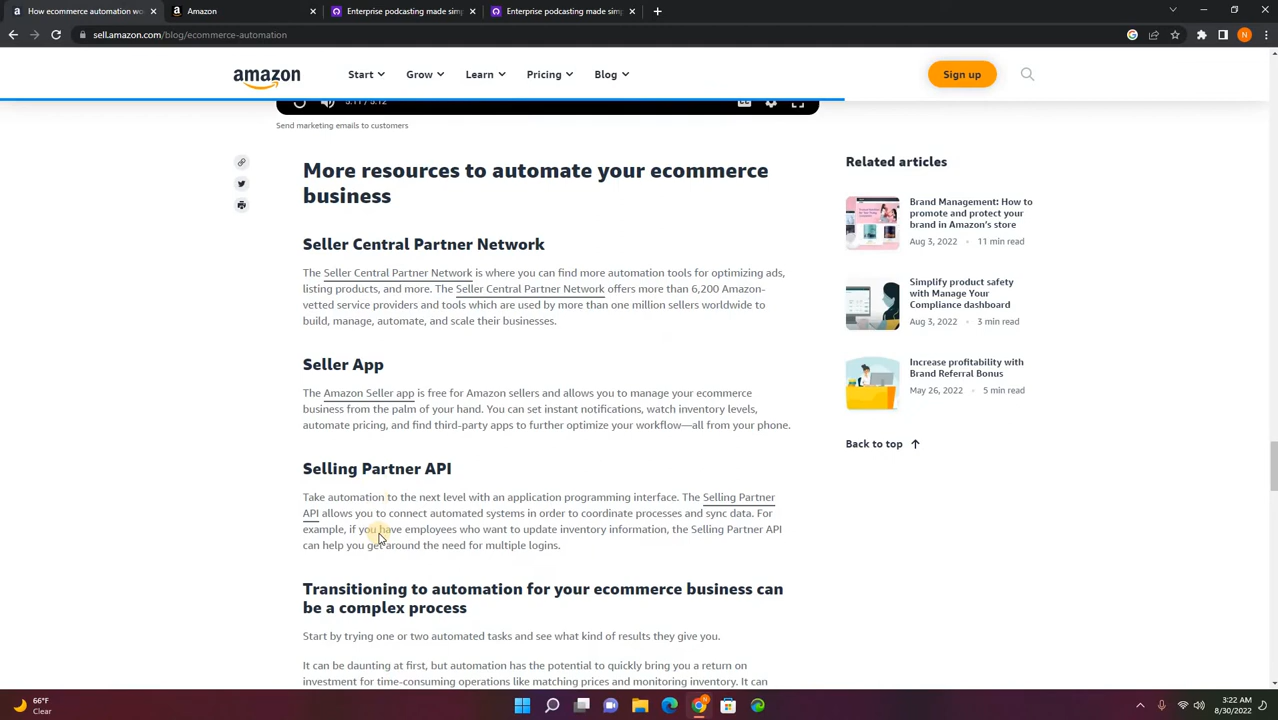 How ecommerce automation wo
Amazon
Ecommerce automation made sim
Ecommerce automation made sim
sell.amazon.com/blog/ecommerce-automation
N
amazon
Start
Grow
Learn
Pricing
Blog
Sign up
5:11 / 5:12
Send marketing emails to customers
More resources to automate your ecommerce
business
Seller Central Partner Network
The Seller Central Partner Network is where you can find more automation tools for optimizing ads,
listing products, and more. The Seller Central Partner Network offers more than 6,200 Amazon-
vetted service providers and tools which are used by more than one million sellers worldwide to
build, manage, automate, and scale their businesses.
Seller App
The Amazon Seller app is free for Amazon sellers and allows you to manage your ecommerce
business from the palm of your hand. You can set instant notifications, watch inventory levels,
automate pricing, and find third-party apps to further optimize your workflow—all from your phone.
Selling Partner API
Take automation to the next level with an application programming interface. The Selling Partner
API allows you to connect automated systems in order to coordinate processes and sync data. For
example, if you have employees who want to update inventory information, the Selling Partner API
can help you get around the need for multiple logins.
Transitioning to automation for your ecommerce business can
be a complex process
Start by trying one or two automated tasks and see what kind of results they give you.
It can be daunting at first, but automation has the potential to quickly bring you a return on
investment for time-consuming operations like matching prices and monitoring inventory. It can
Related articles
Brand Management: How to
promote and protect your
brand in Amazon's store
Aug 3, 2022 • 11 min read
Simplify product safety
with Manage Your
Compliance dashboard
Aug 3, 2022 • 3 min read
Increase profitability with
Brand Referral Bonus
May 26, 2022 • 5 min read
Back to top
66°F
Clear
3:22 AM
8/30/2022